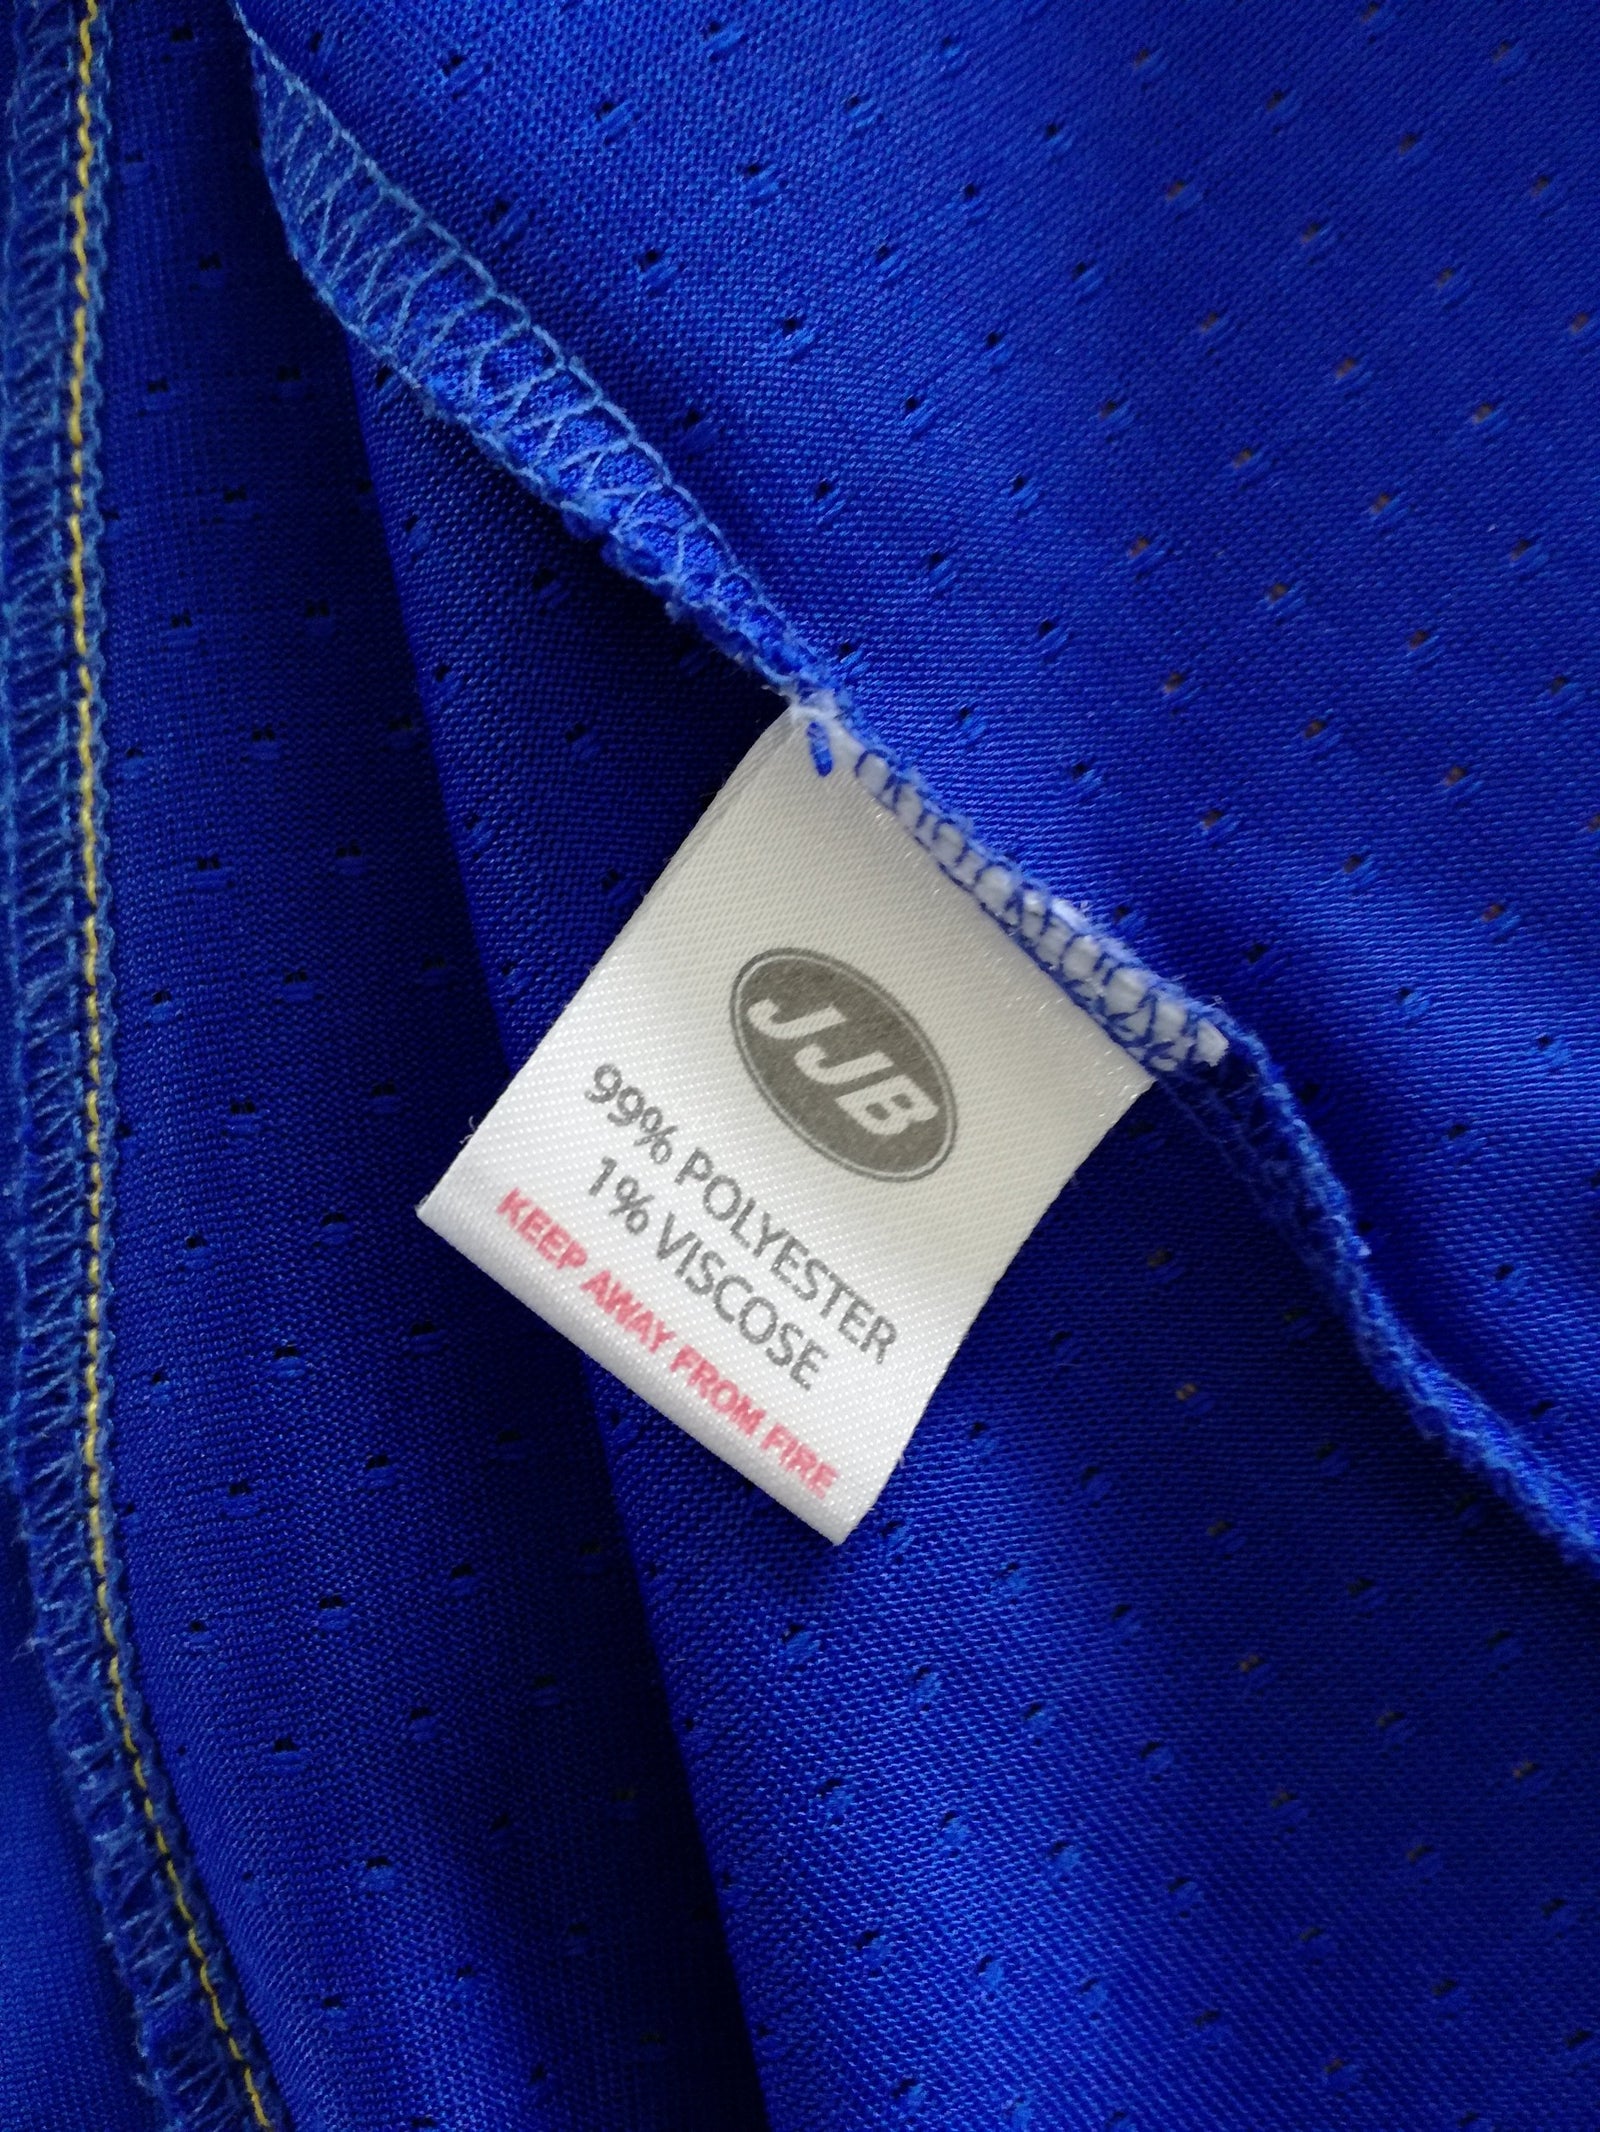 JJB
99% POLYESTER
1% VISCOSE
KEEP AWAY FROM FIRE